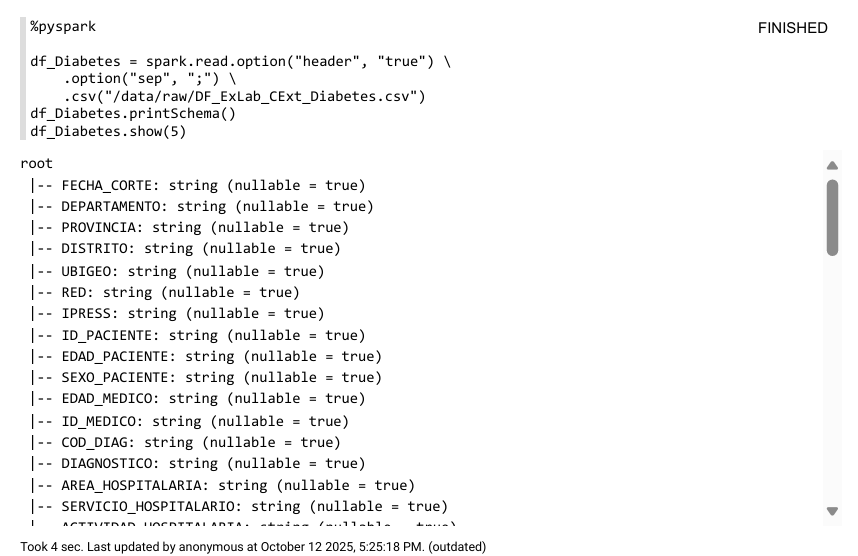 %pyspark
FINISHED
df_Diabetes = spark.read.option("header", "true") \
    .option("sep", ";") \
    .csv("/data/raw/DF_ExLab_CExt_Diabetes.csv")
df_Diabetes.printSchema()
df_Diabetes.show(5)
root
 |-- FECHA_CORTE: string (nullable = true)
 |-- DEPARTAMENTO: string (nullable = true)
 |-- PROVINCIA: string (nullable = true)
 |-- DISTRITO: string (nullable = true)
 |-- UBIGEO: string (nullable = true)
 |-- RED: string (nullable = true)
 |-- IPRESS: string (nullable = true)
 |-- ID_PACIENTE: string (nullable = true)
 |-- EDAD_PACIENTE: string (nullable = true)
 |-- SEXO_PACIENTE: string (nullable = true)
 |-- EDAD_MEDICO: string (nullable = true)
 |-- ID_MEDICO: string (nullable = true)
 |-- COD_DIAG: string (nullable = true)
 |-- DIAGNOSTICO: string (nullable = true)
 |-- AREA_HOSPITALARIA: string (nullable = true)
 |-- SERVICIO_HOSPITALARIO: string (nullable = true)
 |-- ACTIVIDAD_HOSPITALARIA: string (nullable = true)
Took 4 sec. Last updated by anonymous at October 12 2025, 5:25:18 PM. (outdated)